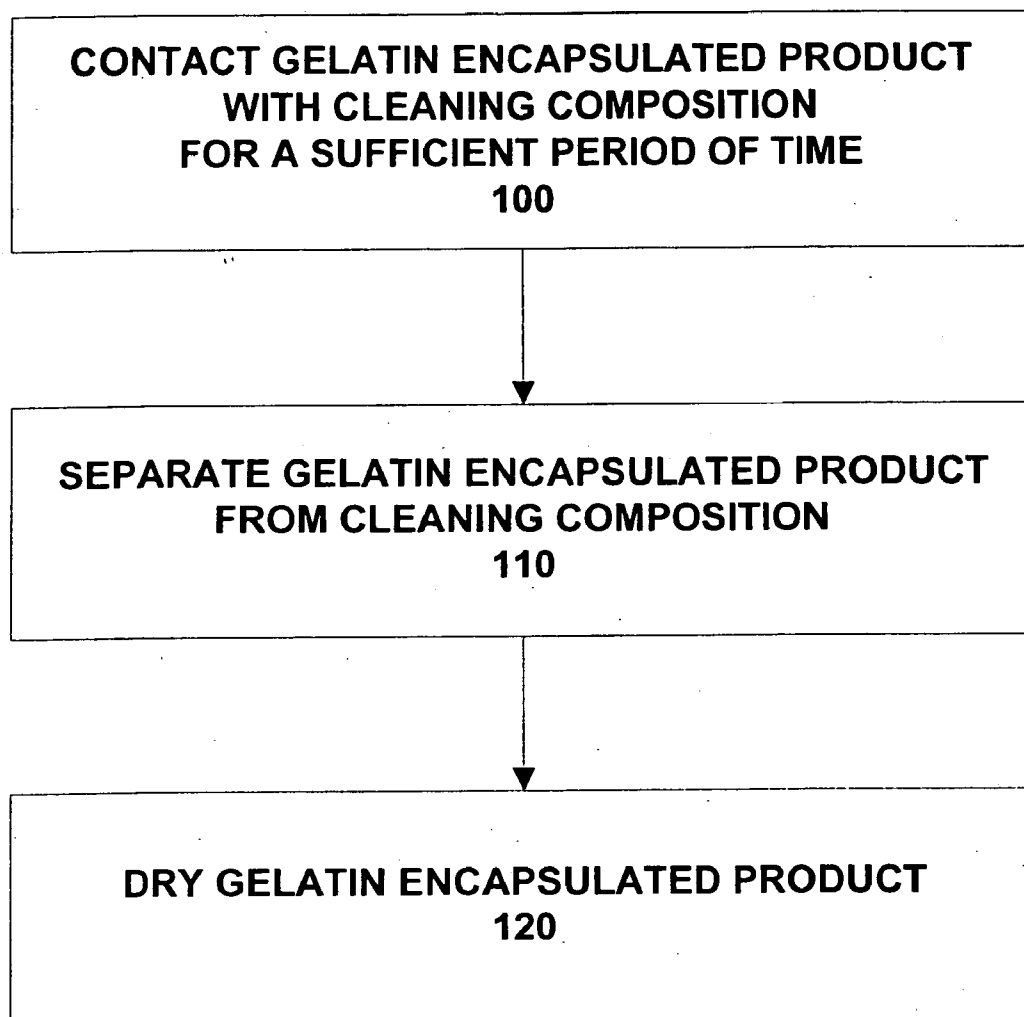 CONTACT GELATIN ENCAPSULATED PRODUCT
WITH CLEANING COMPOSITION
FOR A SUFFICIENT PERIOD OF TIME
100
SEPARATE GELATIN ENCAPSULATED PRODUCT
FROM CLEANING COMPOSITION
110
DRY GELATIN ENCAPSULATED PRODUCT
120